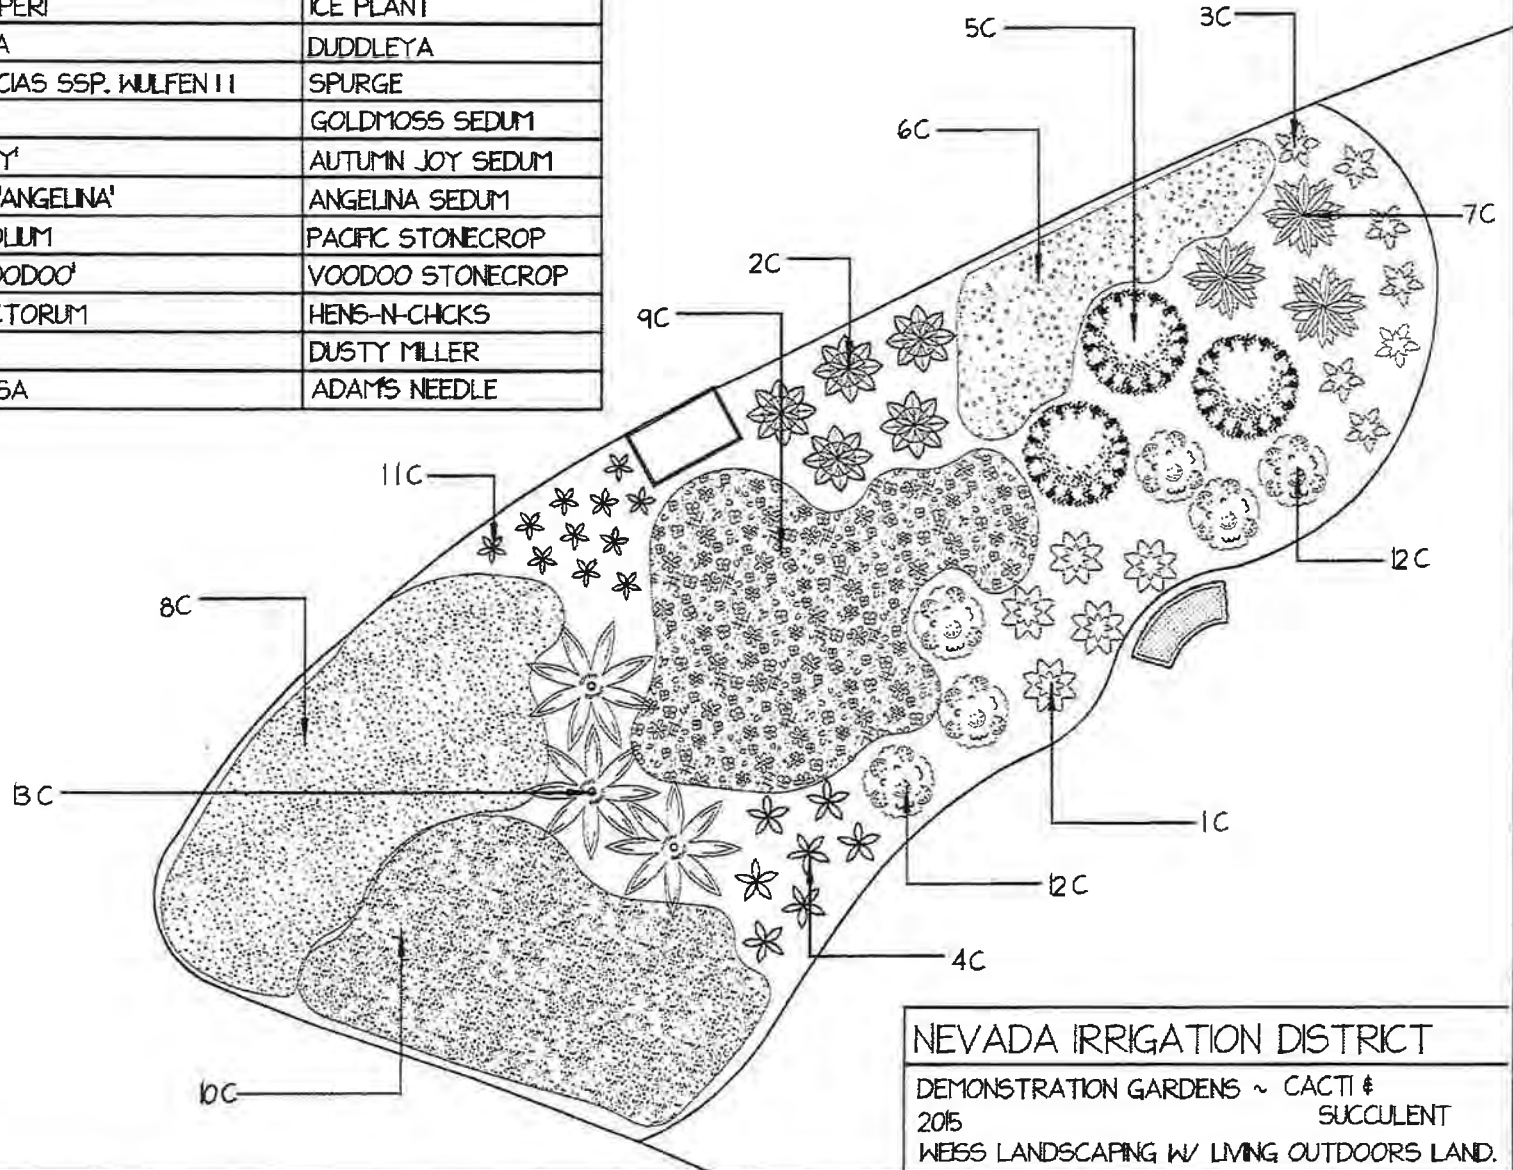 PERI ICE PLANT
A DUDDLEYA
CIAS SSP. WULFENII SPURGE
GOLDMOSS SEDUM
Y' AUTUMN JOY SEDUM
'ANGELINA' ANGELINA SEDUM
OLIUM PACIFIC STONECROP
OODOO' VOODOO STONECROP
CTORUM HENS-N-CHICKS
DUSTY MILLER
SA ADAM'S NEEDLE
3C
5C
6C
7C
2C
9C
11C
12C
8C
13C
1C
12C
4C
10C
NEVADA IRRIGATION DISTRICT
DEMONSTRATION GARDENS ~ CACTI &
2015 SUCCULENT
WEISS LANDSCAPING W/ LIVING OUTDOORS LAND.